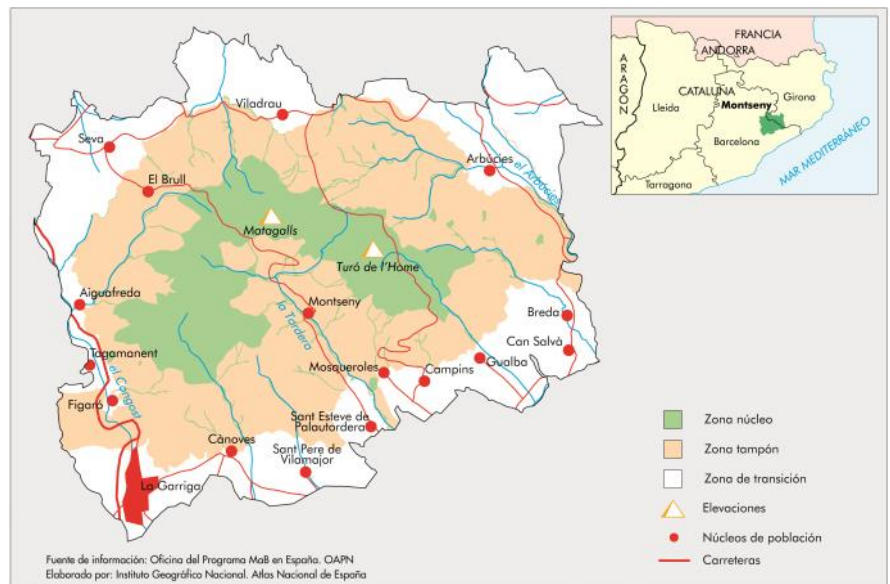 Viladrau
Seva
El Brull
Arbúcies
el Arbúcies
Matagalls
Turó de l'Home
Aiguafreda
Montseny
la Tordera
Breda
Can Salvà
Tagamanent
el Congost
Mosqueroles
Campins
Gualba
Figaró
Sant Esteve de
Palautordera
Cànoves
Sant Pere de
Vilamajor
La Garriga
FRANCIA
ANDORRA
ARAGÓN
CATALUÑA
Montseny
Girona
Lleida
Barcelona
Tarragona
MAR MEDITERRÁNEO
Zona núcleo
Zona tampón
Zona de transición
Elevaciones
Núcleos de población
Carreteras
Fuente de información: Oficina del Programa MaB en España. OAPN
Elaborado por: Instituto Geográfico Nacional. Atlas Nacional de España